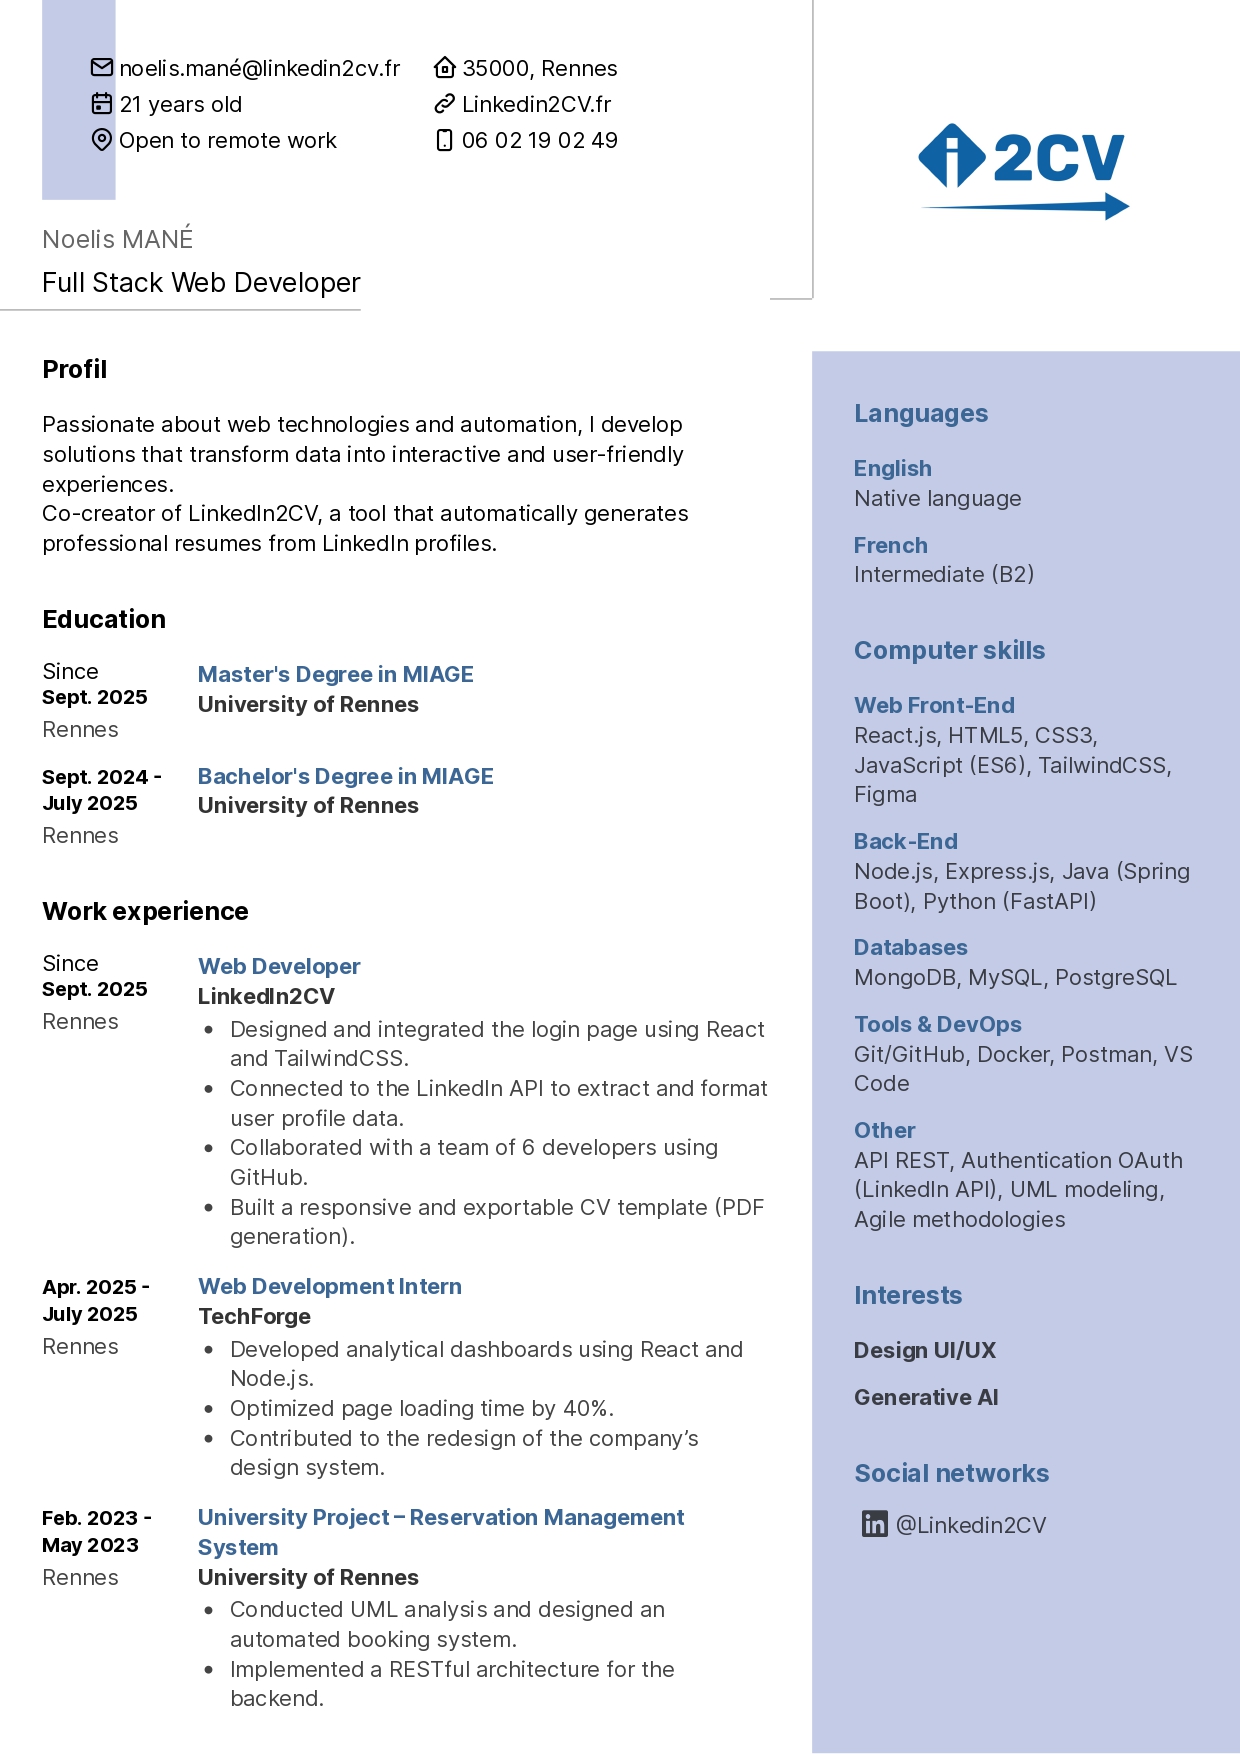 noelis.mané@linkedin2cv.fr
35000, Rennes
21 years old
Linkedin2CV.fr
Open to remote work
06 02 19 02 49
i 2CV
Noelis MANÉ
Full Stack Web Developer
Profil
Passionate about web technologies and automation, I develop
solutions that transform data into interactive and user-friendly
experiences.
Co-creator of LinkedIn2CV, a tool that automatically generates
professional resumes from LinkedIn profiles.
Education
Since
Sept. 2025
Rennes
Master's Degree in MIAGE
University of Rennes
Sept. 2024 -
July 2025
Rennes
Bachelor's Degree in MIAGE
University of Rennes
Work experience
Since
Sept. 2025
Rennes
Web Developer
LinkedIn2CV
• Designed and integrated the login page using React
and TailwindCSS.
• Connected to the LinkedIn API to extract and format
user profile data.
• Collaborated with a team of 6 developers using
GitHub.
• Built a responsive and exportable CV template (PDF
generation).
Apr. 2025 -
July 2025
Rennes
Web Development Intern
TechForge
• Developed analytical dashboards using React and
Node.js.
• Optimized page loading time by 40%.
• Contributed to the redesign of the company’s
design system.
Feb. 2023 -
May 2023
Rennes
University Project – Reservation Management
System
University of Rennes
• Conducted UML analysis and designed an
automated booking system.
• Implemented a RESTful architecture for the
backend.
Languages
English
Native language
French
Intermediate (B2)
Computer skills
Web Front-End
React.js, HTML5, CSS3,
JavaScript (ES6), TailwindCSS,
Figma
Back-End
Node.js, Express.js, Java (Spring
Boot), Python (FastAPI)
Databases
MongoDB, MySQL, PostgreSQL
Tools & DevOps
Git/GitHub, Docker, Postman, VS
Code
Other
API REST, Authentication OAuth
(LinkedIn API), UML modeling,
Agile methodologies
Interests
Design UI/UX
Generative AI
Social networks
in @Linkedin2CV